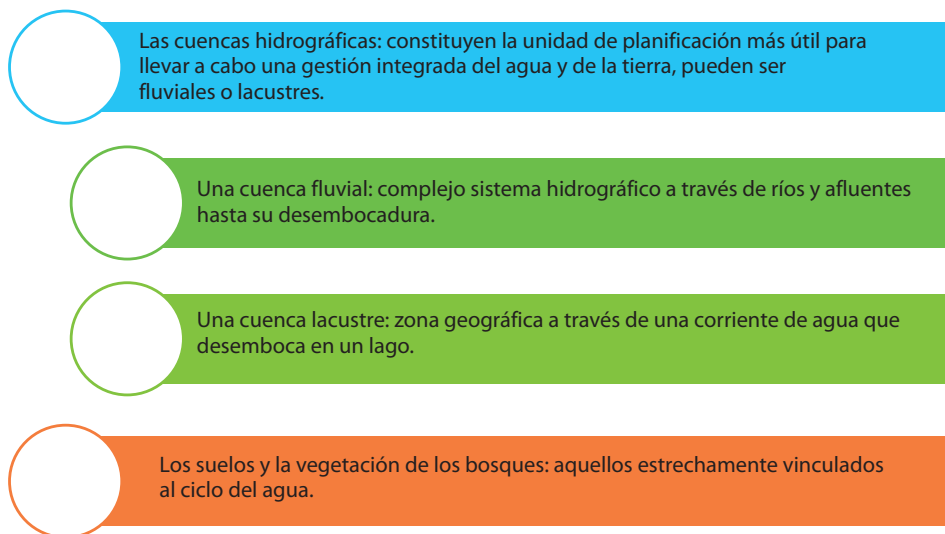 Las cuencas hidrográficas: constituyen la unidad de planificación más útil para
llevar a cabo una gestión integrada del agua y de la tierra, pueden ser
fluviales o lacustres.
Una cuenca fluvial: complejo sistema hidrográfico a través de ríos y afluentes
hasta su desembocadura.
Una cuenca lacustre: zona geográfica a través de una corriente de agua que
desemboca en un lago.
Los suelos y la vegetación de los bosques: aquellos estrechamente vinculados
al ciclo del agua.